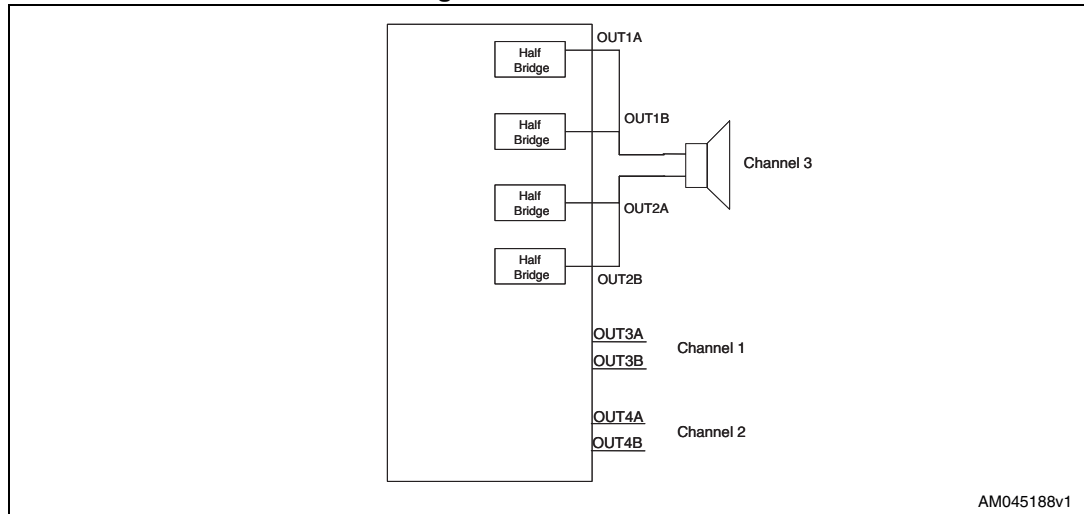 OUT1A
Half
Bridge
OUT1B
Half
Bridge
Channel 3
Half
Bridge
OUT2A
Half
Bridge
OUT2B
OUT3A
Channel 1
OUT3B
OUT4A
Channel 2
OUT4B
AM045188v1